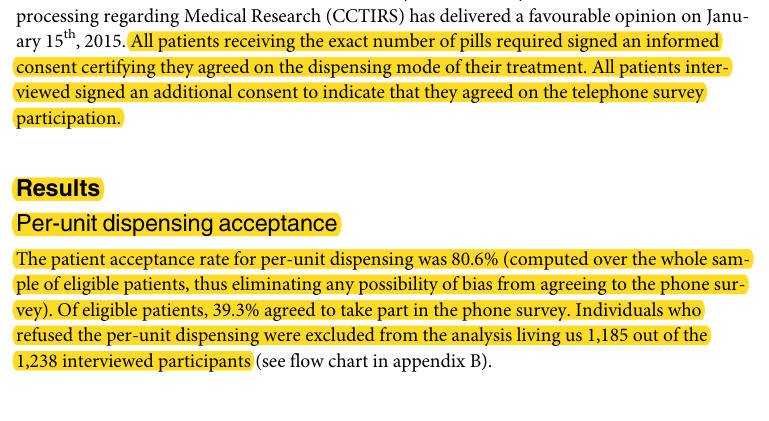 processing regarding Medical Research (CCTIRS) has delivered a favourable opinion on Janu-
ary 15th, 2015. All patients receiving the exact number of pills required signed an informed
consent certifying they agreed on the dispensing mode of their treatment. All patients inter-
viewed signed an additional consent to indicate that they agreed on the telephone survey
participation.
Results
Per-unit dispensing acceptance
The patient acceptance rate for per-unit dispensing was 80.6% (computed over the whole sam-
ple of eligible patients, thus eliminating any possibility of bias from agreeing to the phone sur-
vey). Of eligible patients, 39.3% agreed to take part in the phone survey. Individuals who
refused the per-unit dispensing were excluded from the analysis living us 1,185 out of the
1,238 interviewed participants (see flow chart in appendix B).